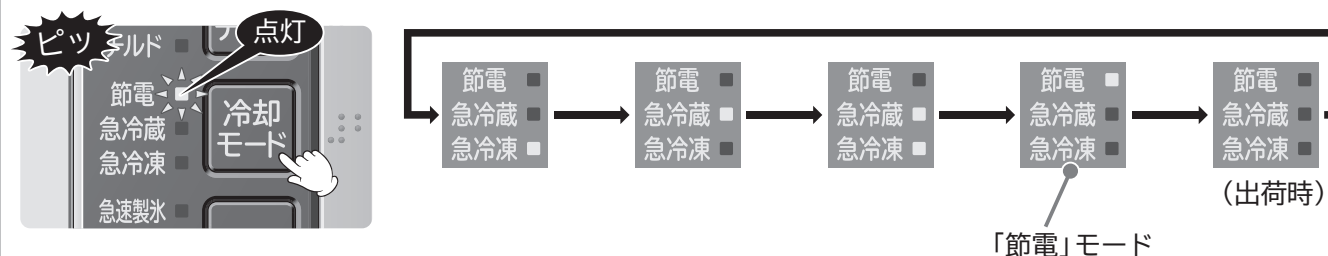 ピッ
点灯
ールド
節電
急冷蔵
急冷凍
急速製氷
冷却
モード
節電
急冷蔵
急冷凍
節電
急冷蔵
急冷凍
節電
急冷蔵
急冷凍
節電
急冷蔵
急冷凍
節電
急冷蔵
急冷凍
(出荷時)
「節電」モード